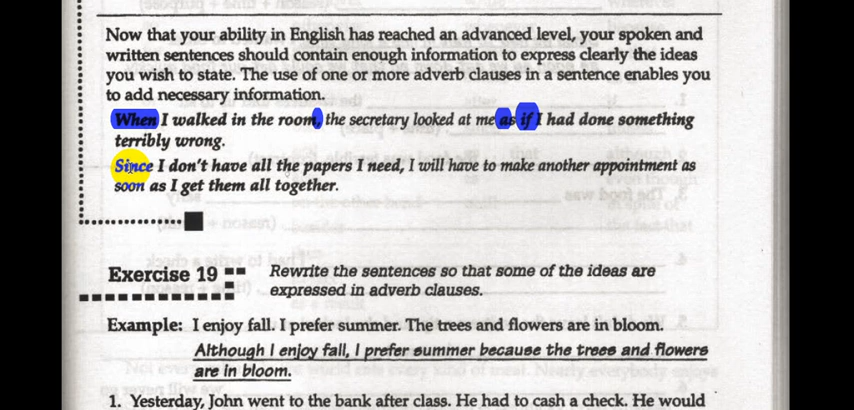 Now that your ability in English has reached an advanced level, your spoken and
written sentences should contain enough information to express clearly the ideas
you wish to state. The use of one or more adverb clauses in a sentence enables you
to add necessary information.
When I walked in the room, the secretary looked at me as if I had done something
terribly wrong.
Since I don't have all the papers I need, I will have to make another appointment as
soon as I get them all together.
Exercise 19 Rewrite the sentences so that some of the ideas are
expressed in adverb clauses.
Example: I enjoy fall. I prefer summer. The trees and flowers are in bloom.
Although I enjoy fall, I prefer summer because the trees and flowers
are in bloom.
1. Yesterday, John went to the bank after class. He had to cash a check. He would